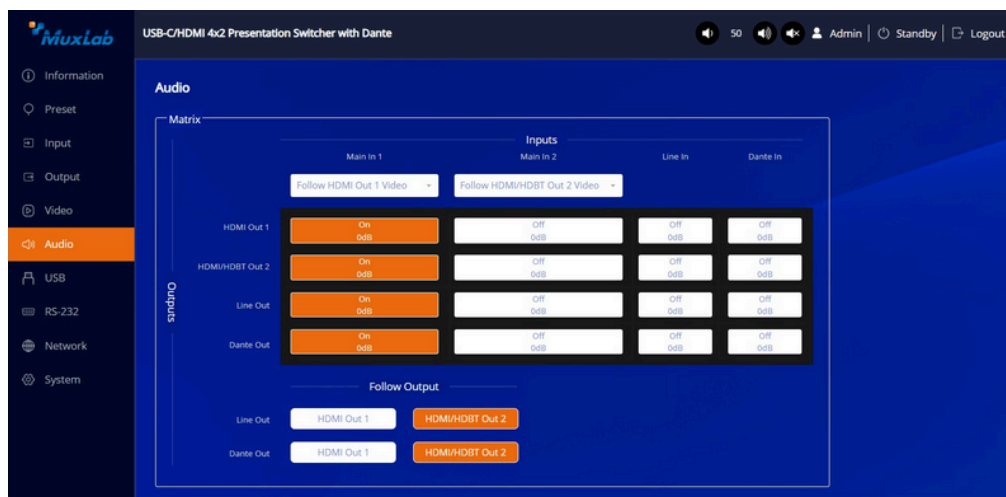 MuxLab
USB-C/HDMI 4x2 Presentation Switcher with Dante
50
Admin
Standby
Logout
Information
Preset
Input
Output
Video
Audio
USB
RS-232
Network
System
Audio
Matrix
Inputs
Main In 1 Main In 2 Line In Dante In
Follow HDMI Out 1 Video Follow HDMI/HDBT Out 2 Video
Outputs
HDMI Out 1 On Off Off Off
0dB 0dB 0dB 0dB
HDMI/HDBT Out 2 On Off Off Off
0dB 0dB 0dB 0dB
Line Out On Off Off Off
0dB 0dB 0dB 0dB
Dante Out On Off Off Off
0dB 0dB 0dB 0dB
Follow Output
Line Out HDMI Out 1 HDMI/HDBT Out 2
Dante Out HDMI Out 1 HDMI/HDBT Out 2